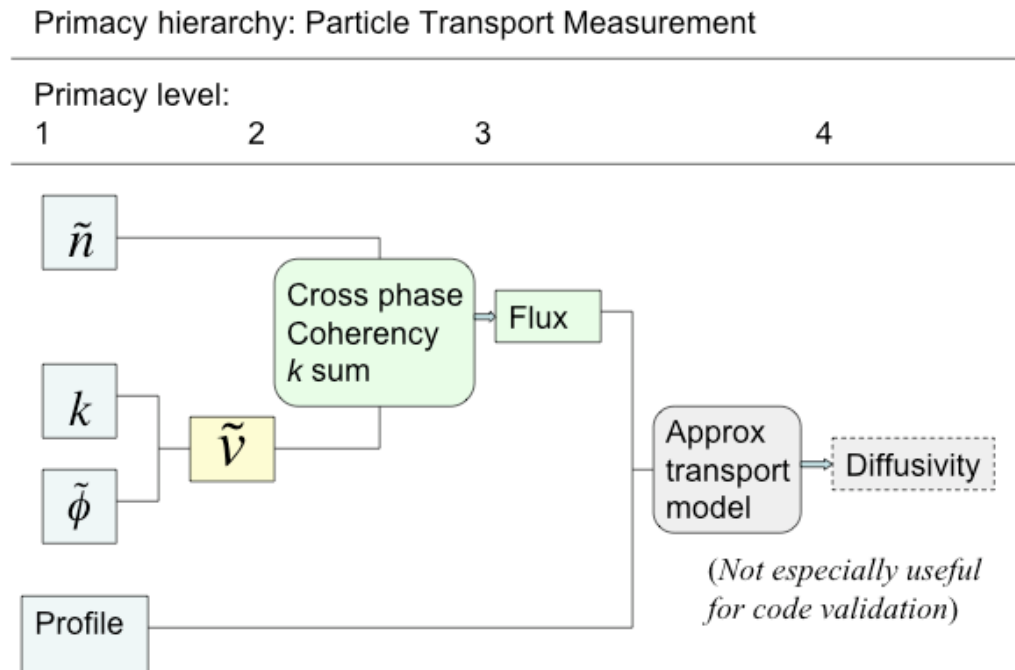 Primacy hierarchy: Particle Transport Measurement
Primacy level:
1 2 3 4
ñ
Cross phase
Coherency
k sum
Flux
k
ṽ
ϕ̃
Approx
transport
model
Diffusivity
(Not especially useful
for code validation)
Profile